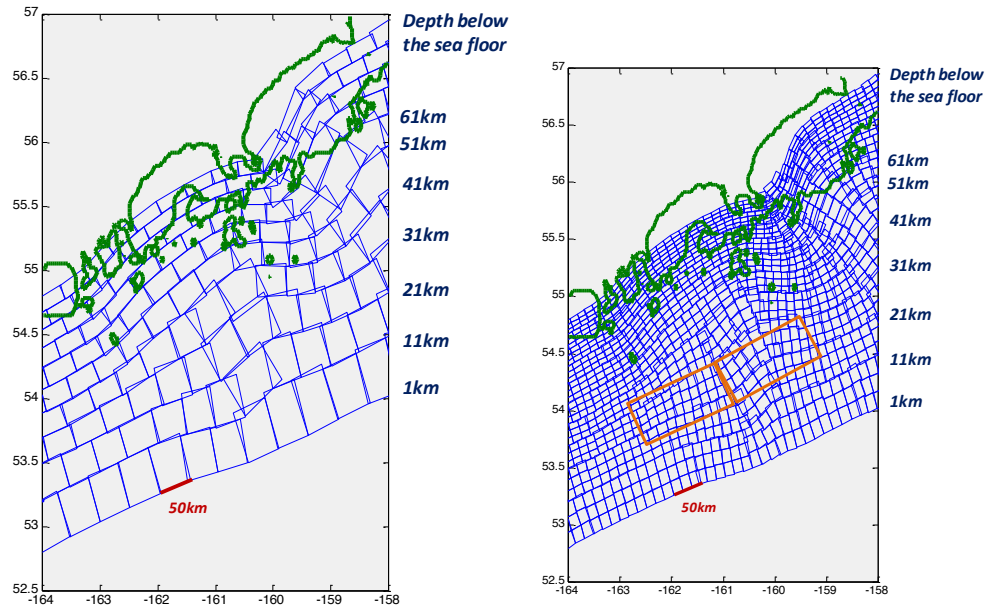 57
56.5
56
55.5
55
54.5
54
53.5
53
52.5
-164
-163
-162
-161
-160
-159
-158
Depth below
the sea floor
61km
51km
41km
31km
21km
11km
1km
50km
57
56.5
56
55.5
55
54.5
54
53.5
53
52.5
-164
-163
-162
-161
-160
-159
-158
Depth below
the sea floor
61km
51km
41km
31km
21km
11km
1km
50km